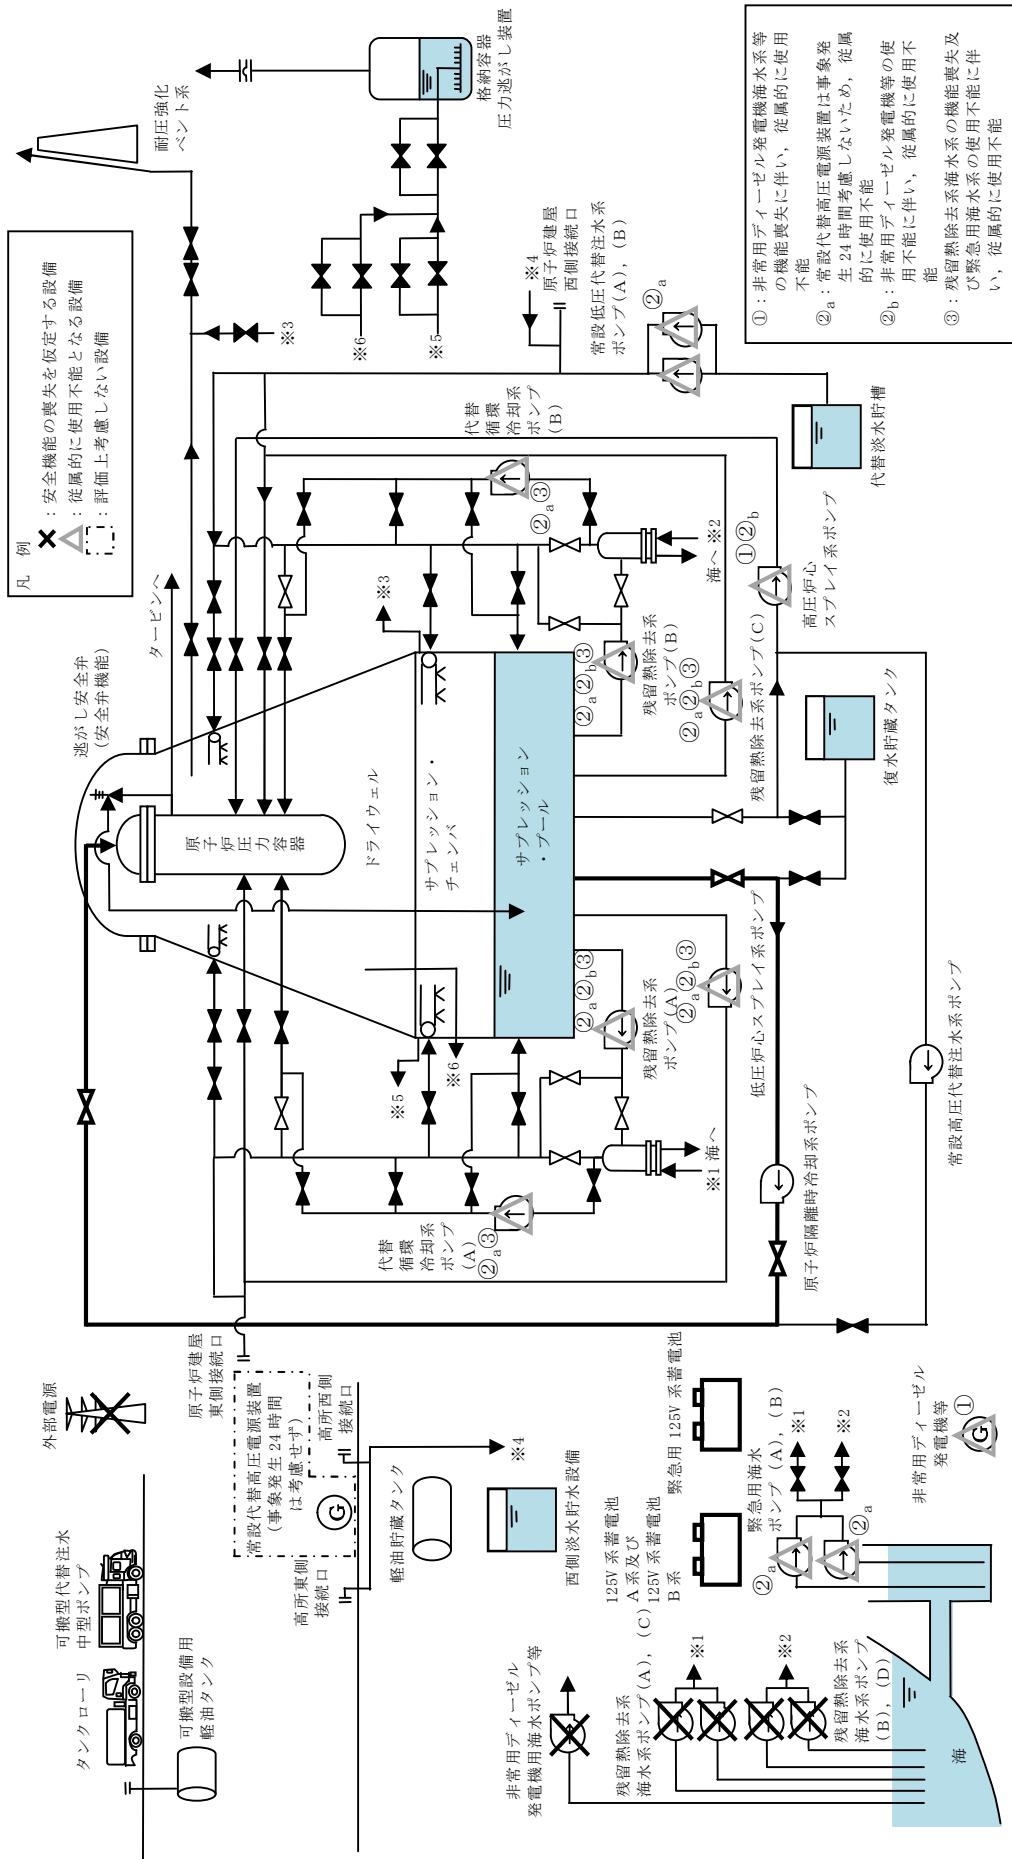 凡　例
：安全機能の喪失を仮定する設備
：従属的に使用不能となる設備
：評価上考慮しない設備
耐圧強化
ベント系
格納容器
圧力逃がし装置
①：非常用ディーゼル発電機海水系等
の機能喪失に伴い，従属的に使用
不能
②a：常設代替高圧電源装置は事象発
生 24 時間考慮しないため，従属
的に使用不能
②b：非常用ディーゼル発電機等の使
用不能に伴い，従属的に使用不
能
③：残留熱除去系海水系の機能喪失及
び緊急用海水系の使用不能に伴
い，従属的に使用不能
※3
※6
※5
※4
原子炉建屋
西側接続口
常設低圧代替注水系
ポンプ(A)，(B)
②a
代替淡水貯槽
代替
循環
冷却系
ポンプ
(B)
②a③
海へ ※2
逃がし安全弁
(安全弁機能)
タービンへ
※3
原子炉
圧力
容器
ドライウェル
サプレッション・
チェンバ
サプレッション
・プール
②a②b③
残留熱除去系
ポンプ(B)
②a②b③
残留熱除去系ポンプ(C)
①②b
高圧炉心
スプレイ系ポンプ
復水貯蔵タンク
※5
※6
②a②b③
残留熱除去系
ポンプ(A)
②a②b③
低圧炉心スプレイ系ポンプ
※1 海へ
代替
循環
冷却系
ポンプ
(A)
②a③
原子炉隔離時冷却系ポンプ
常設高圧代替注水系ポンプ
原子炉建屋
東側接続口
外部電源
常設代替高圧電源装置
(事象発生 24 時間
は考慮せず)
G
高所西側
接続口
高所東側
接続口
※4
軽油貯蔵タンク
西側淡水貯水設備
可搬型代替注水
中型ポンプ
タンクローリ
可搬型設備用
軽油タンク
緊急用 125V 系蓄電池
125V 系蓄電池
A 系及び
125V 系蓄電池
B 系
緊急用海水
ポンプ (A)，(B)
※1
※2
②a
②a
非常用ディーゼル
発電機等
①
G
非常用ディーゼル
発電機用海水ポンプ等
残留熱除去系
海水系ポンプ(A)，(C)
※1
※2
残留熱除去系
海水系ポンプ
(B)，(D)
海